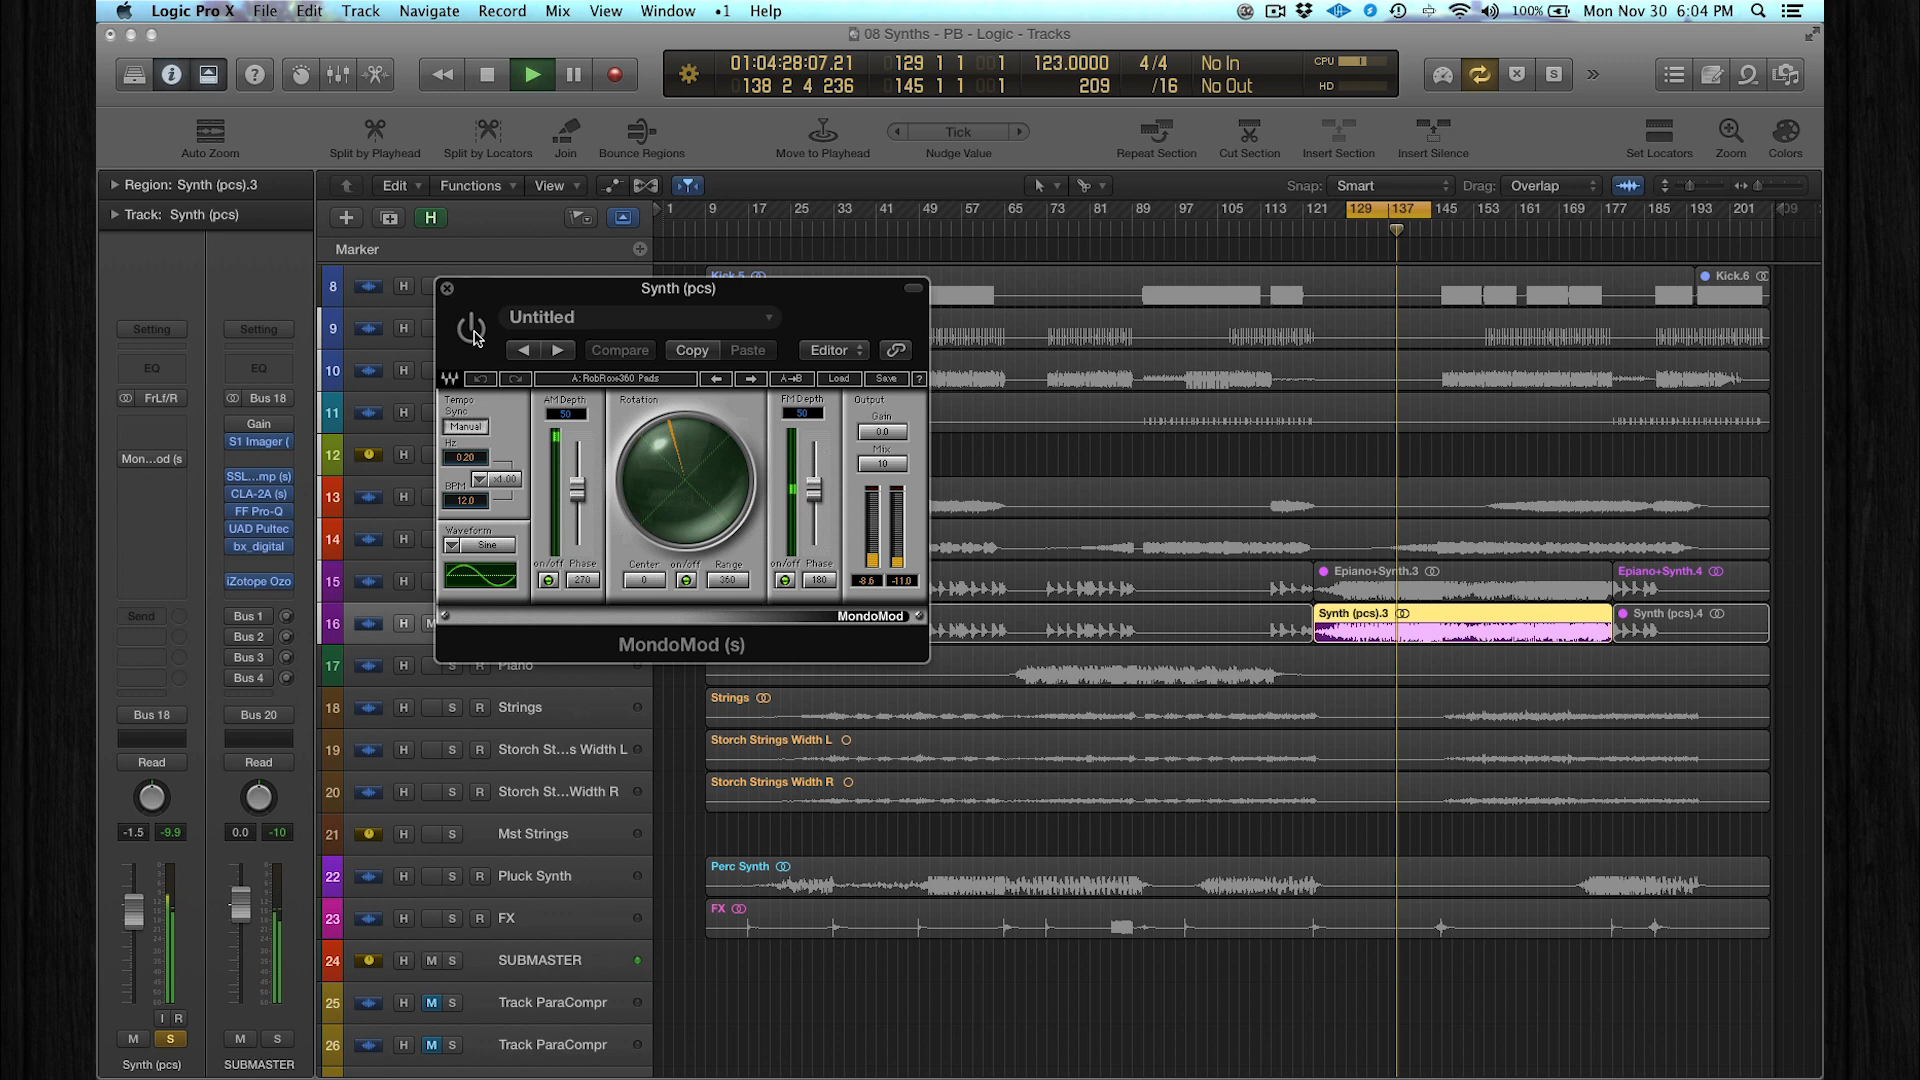 Logic Pro X File Edit Track Navigate Record Mix View Window •1 Help
100% Mon Nov 30 6:04 PM
08 Synths - PB - Logic - Tracks
01:04:28:07.21 129 1 1 1 123.0000 4/4 No In CPU
138 2 4 236 145 1 1 1 209 /16 No Out HD
S
Auto Zoom Split by Playhead Split by Locators Join Bounce Regions Move to Playhead Tick Nudge Value Repeat Section Cut Section Insert Section Insert Silence Set Locators Zoom Colors
Region: Synth (pcs).3
Edit Functions View Snap: Smart Drag: Overlap
Track: Synth (pcs)
H
1 9 17 25 33 41 49 57 65 73 81 89 97 105 113 121 129 137 145 153 161 169 177 185 193 201 209
Marker
8 H Kick.5 Kick.6
9 H
10 H
11 H
12 H
13 H
14 H
15 H Epiano+Synth.3 Epiano+Synth.4
16 H M Synth (pcs).3 Synth (pcs).4
17 H S R Piano
18 H S R Strings Strings
19 H S R Storch St...s Width L Storch Strings Width L
20 H S R Storch St...Width R Storch Strings Width R
21 H S Mst Strings
22 H S R Pluck Synth Perc Synth
23 H S R FX FX
24 H M S SUBMASTER
25 H M S Track ParaCompr
26 H M S Track ParaCompr
Synth (pcs)
Untitled
Compare Copy Paste Editor
A:RobRox+360 Pads A→B Load Save ?
Tempo
Sync
Manual
Hz
0.20
x1.00
BPM
12.0
Waveform
Sine
AM Depth
50
on/off Phase
270
Rotation
Center on/off Range
0 360
FM Depth
50
on/off Phase
180
Output
Gain
0.0
Mix
10
-8.6 -11.0
MondoMod
MondoMod (s)
Setting Setting
EQ EQ
FrLf/R Bus 18
Gain
S1 Imager (
Mon...od (s
SSL...mp (s)
CLA-2A (s)
FF Pro-Q
UAD Pultec
bx_digital
iZotope Ozo
Send Bus 1
Bus 2
Bus 3
Bus 4
Bus 18 Bus 20
Read Read
-1.5 -9.9 0.0 -10
I R
M S M S
Synth (pcs) SUBMASTER